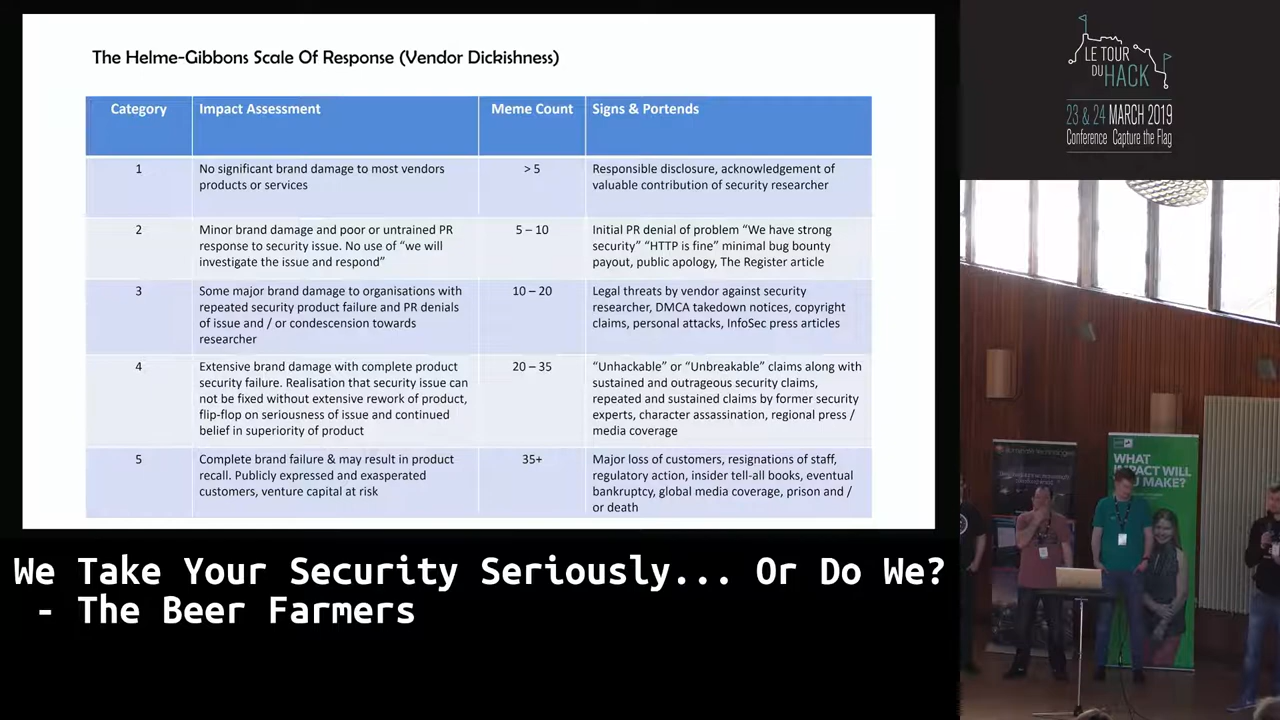 The Helme-Gibbons Scale Of Response (Vendor Dickishness)
Category
Impact Assessment
Meme Count
Signs & Portends
1
No significant brand damage to most vendors
products or services
> 5
Responsible disclosure, acknowledgement of
valuable contribution of security researcher
2
Minor brand damage and poor or untrained PR
response to security issue. No use of “we will
investigate the issue and respond”
5 – 10
Initial PR denial of problem “We have strong
security” “HTTP is fine” minimal bug bounty
payout, public apology, The Register article
3
Some major brand damage to organisations with
repeated security product failure and PR denials
of issue and / or condescension towards
researcher
10 – 20
Legal threats by vendor against security
researcher, DMCA takedown notices, copyright
claims, personal attacks, InfoSec press articles
4
Extensive brand damage with complete product
security failure. Realisation that security issue can
not be fixed without extensive rework of product,
flip-flop on seriousness of issue and continued
belief in superiority of product
20 – 35
“Unhackable” or “Unbreakable” claims along with
sustained and outrageous security claims,
repeated and sustained claims by former security
experts, character assassination, regional press /
media coverage
5
Complete brand failure & may result in product
recall. Publicly expressed and exasperated
customers, venture capital at risk
35+
Major loss of customers, resignations of staff,
regulatory action, insider tell-all books, eventual
bankruptcy, global media coverage, prison and /
or death
We Take Your Security Seriously... Or Do We?
- The Beer Farmers
LE TOUR
DU HACK
23 & 24 MARCH 2019
Conference Capture the Flag
WHAT
IMPACT WILL
YOU MAKE?